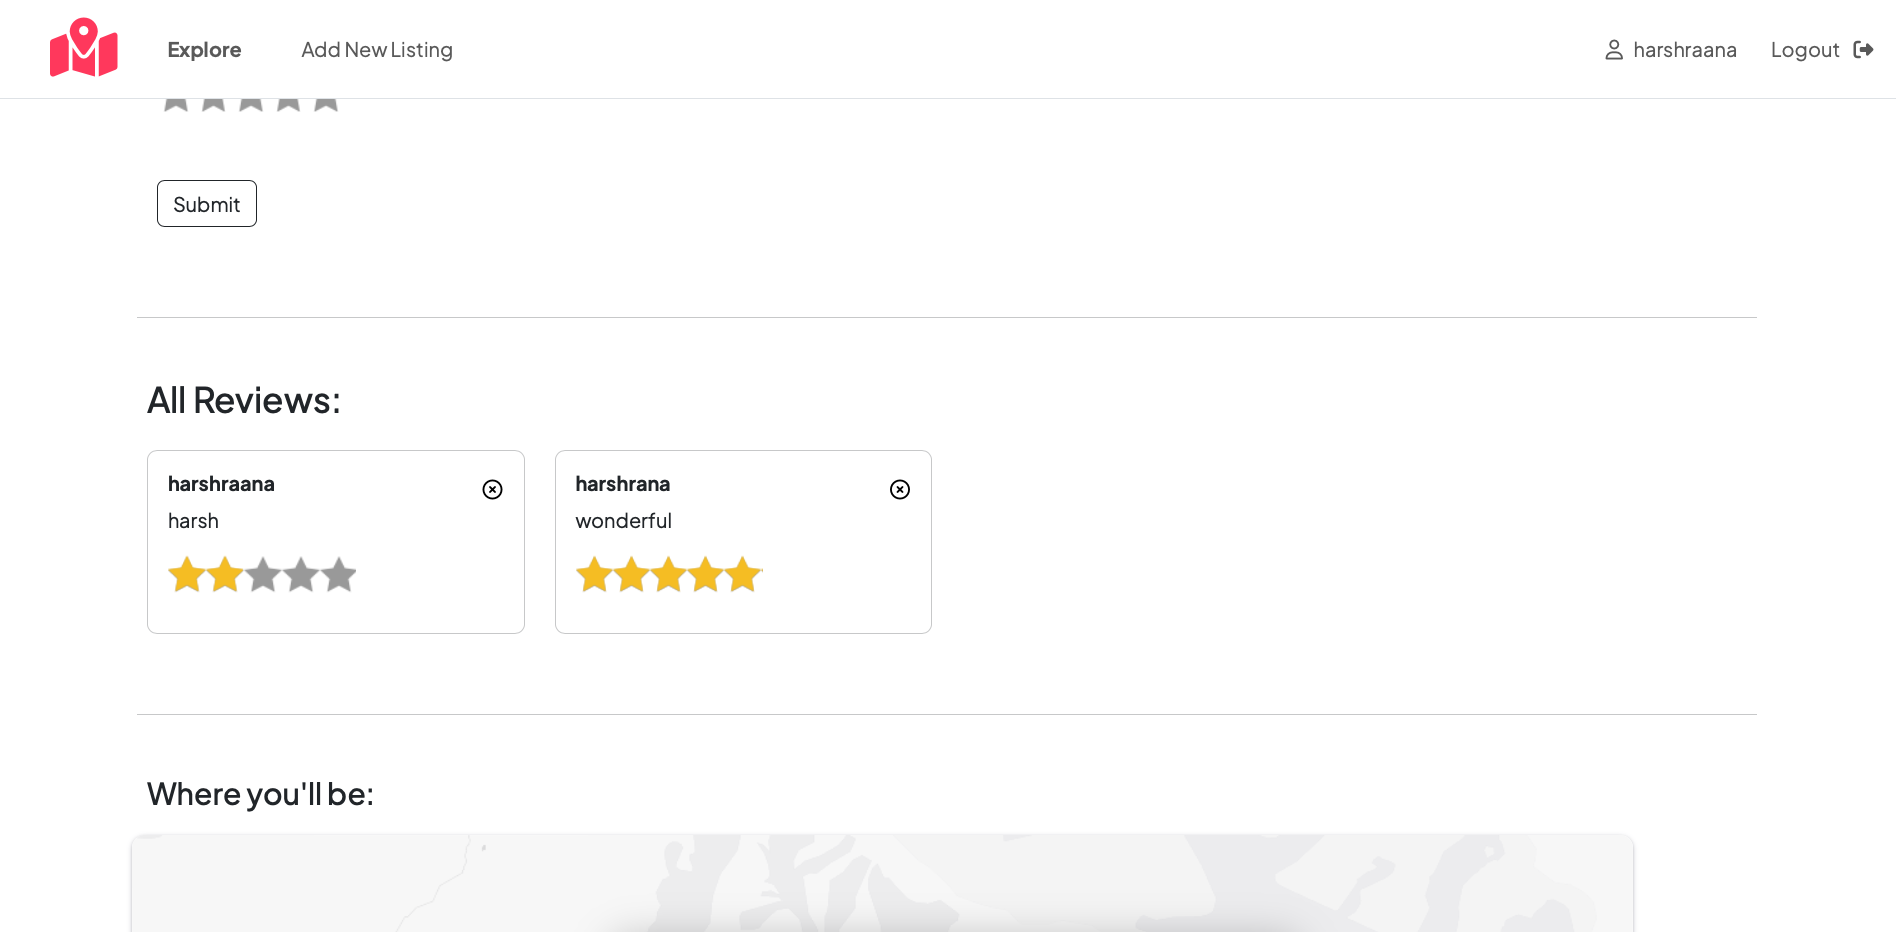 Explore
Add New Listing
harshraana
Logout
Submit
All Reviews:
harshraana
harsh
harshrana
wonderful
Where you'll be: